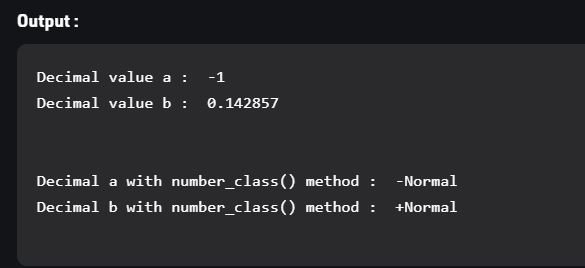 Output :
Decimal value a :  -1
Decimal value b :  0.142857
Decimal a with number_class() method :  -Normal
Decimal b with number_class() method :  +Normal